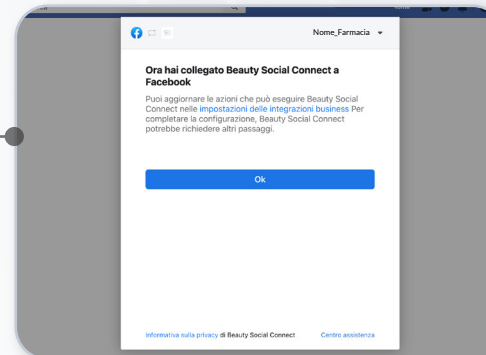 Nome_Farmacia
Ora hai collegato Beauty Social Connect a
Facebook
Puoi aggiornare le azioni che può eseguire Beauty Social
Connect nelle impostazioni delle integrazioni business Per
completare la configurazione, Beauty Social Connect
potrebbe richiedere altri passaggi.
Ok
Informativa sulla privacy di Beauty Social Connect Centro assistenza